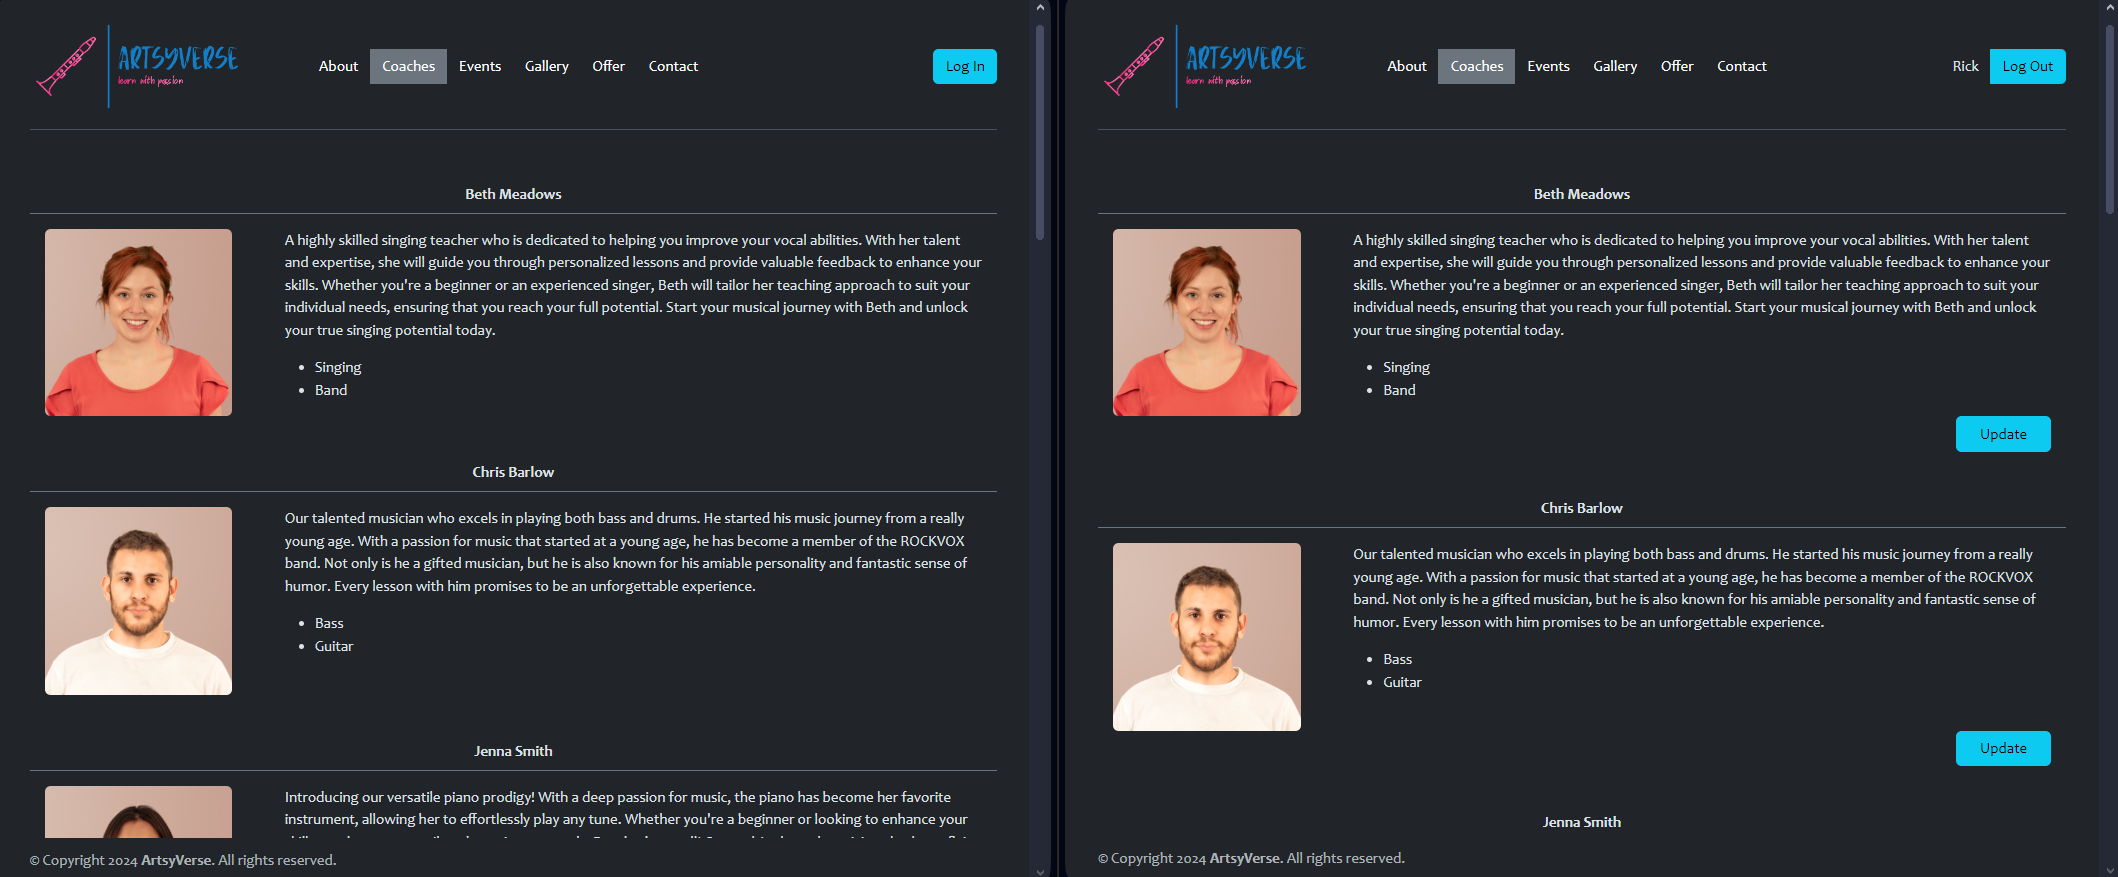 ARTSYVERSE
learn with passion
About Coaches Events Gallery Offer Contact
Log In
Beth Meadows
A highly skilled singing teacher who is dedicated to helping you improve your vocal abilities. With her talent
and expertise, she will guide you through personalized lessons and provide valuable feedback to enhance your
skills. Whether you're a beginner or an experienced singer, Beth will tailor her teaching approach to suit your
individual needs, ensuring that you reach your full potential. Start your musical journey with Beth and unlock
your true singing potential today.
• Singing
• Band
Chris Barlow
Our talented musician who excels in playing both bass and drums. He started his music journey from a really
young age. With a passion for music that started at a young age, he has become a member of the ROCKVOX
band. Not only is he a gifted musician, but he is also known for his amiable personality and fantastic sense of
humor. Every lesson with him promises to be an unforgettable experience.
• Bass
• Guitar
Jenna Smith
Introducing our versatile piano prodigy! With a deep passion for music, the piano has become her favorite
instrument, allowing her to effortlessly play any tune. Whether you're a beginner or looking to enhance your
© Copyright 2024 ArtsyVerse. All rights reserved.
ARTSYVERSE
learn with passion
About Coaches Events Gallery Offer Contact
Rick Log Out
Beth Meadows
A highly skilled singing teacher who is dedicated to helping you improve your vocal abilities. With her talent
and expertise, she will guide you through personalized lessons and provide valuable feedback to enhance your
skills. Whether you're a beginner or an experienced singer, Beth will tailor her teaching approach to suit your
individual needs, ensuring that you reach your full potential. Start your musical journey with Beth and unlock
your true singing potential today.
• Singing
• Band
Update
Chris Barlow
Our talented musician who excels in playing both bass and drums. He started his music journey from a really
young age. With a passion for music that started at a young age, he has become a member of the ROCKVOX
band. Not only is he a gifted musician, but he is also known for his amiable personality and fantastic sense of
humor. Every lesson with him promises to be an unforgettable experience.
• Bass
• Guitar
Update
Jenna Smith
© Copyright 2024 ArtsyVerse. All rights reserved.